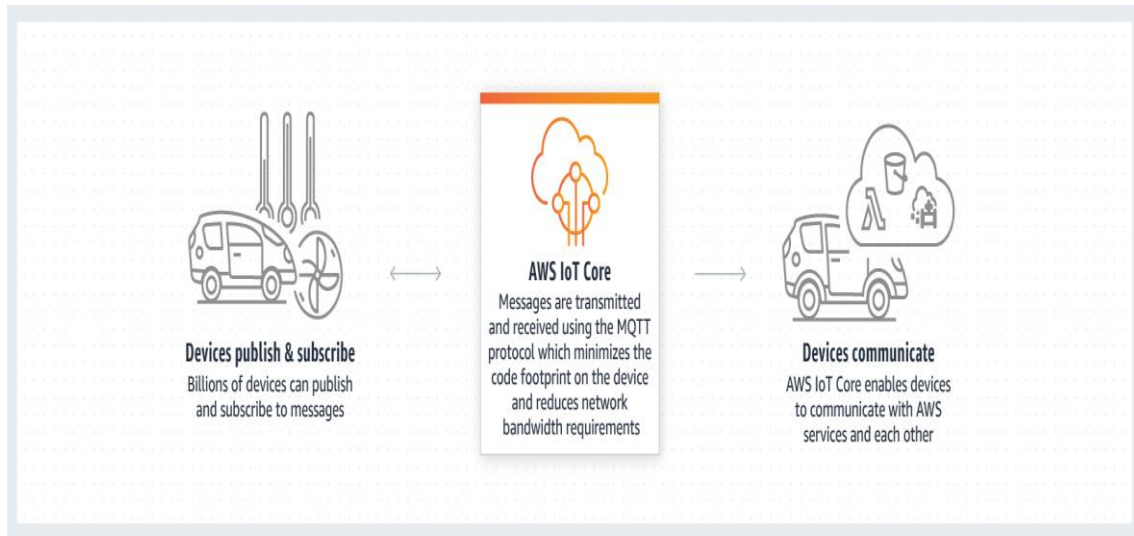 Devices publish & subscribe
Billions of devices can publish
and subscribe to messages
AWS IoT Core
Messages are transmitted
and received using the MQTT
protocol which minimizes the
code footprint on the device
and reduces network
bandwidth requirements
Devices communicate
AWS IoT Core enables devices
to communicate with AWS
services and each other